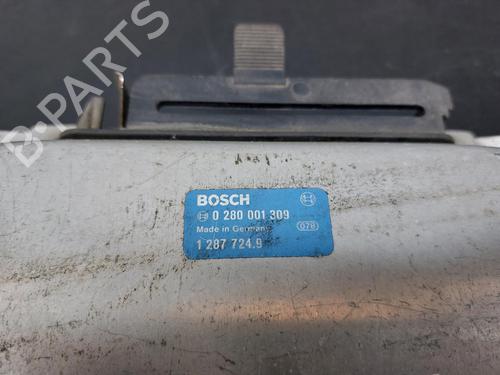 B-PARTS
BOSCH
0 280 001 309
Made in Germany 078
1 287 724.9